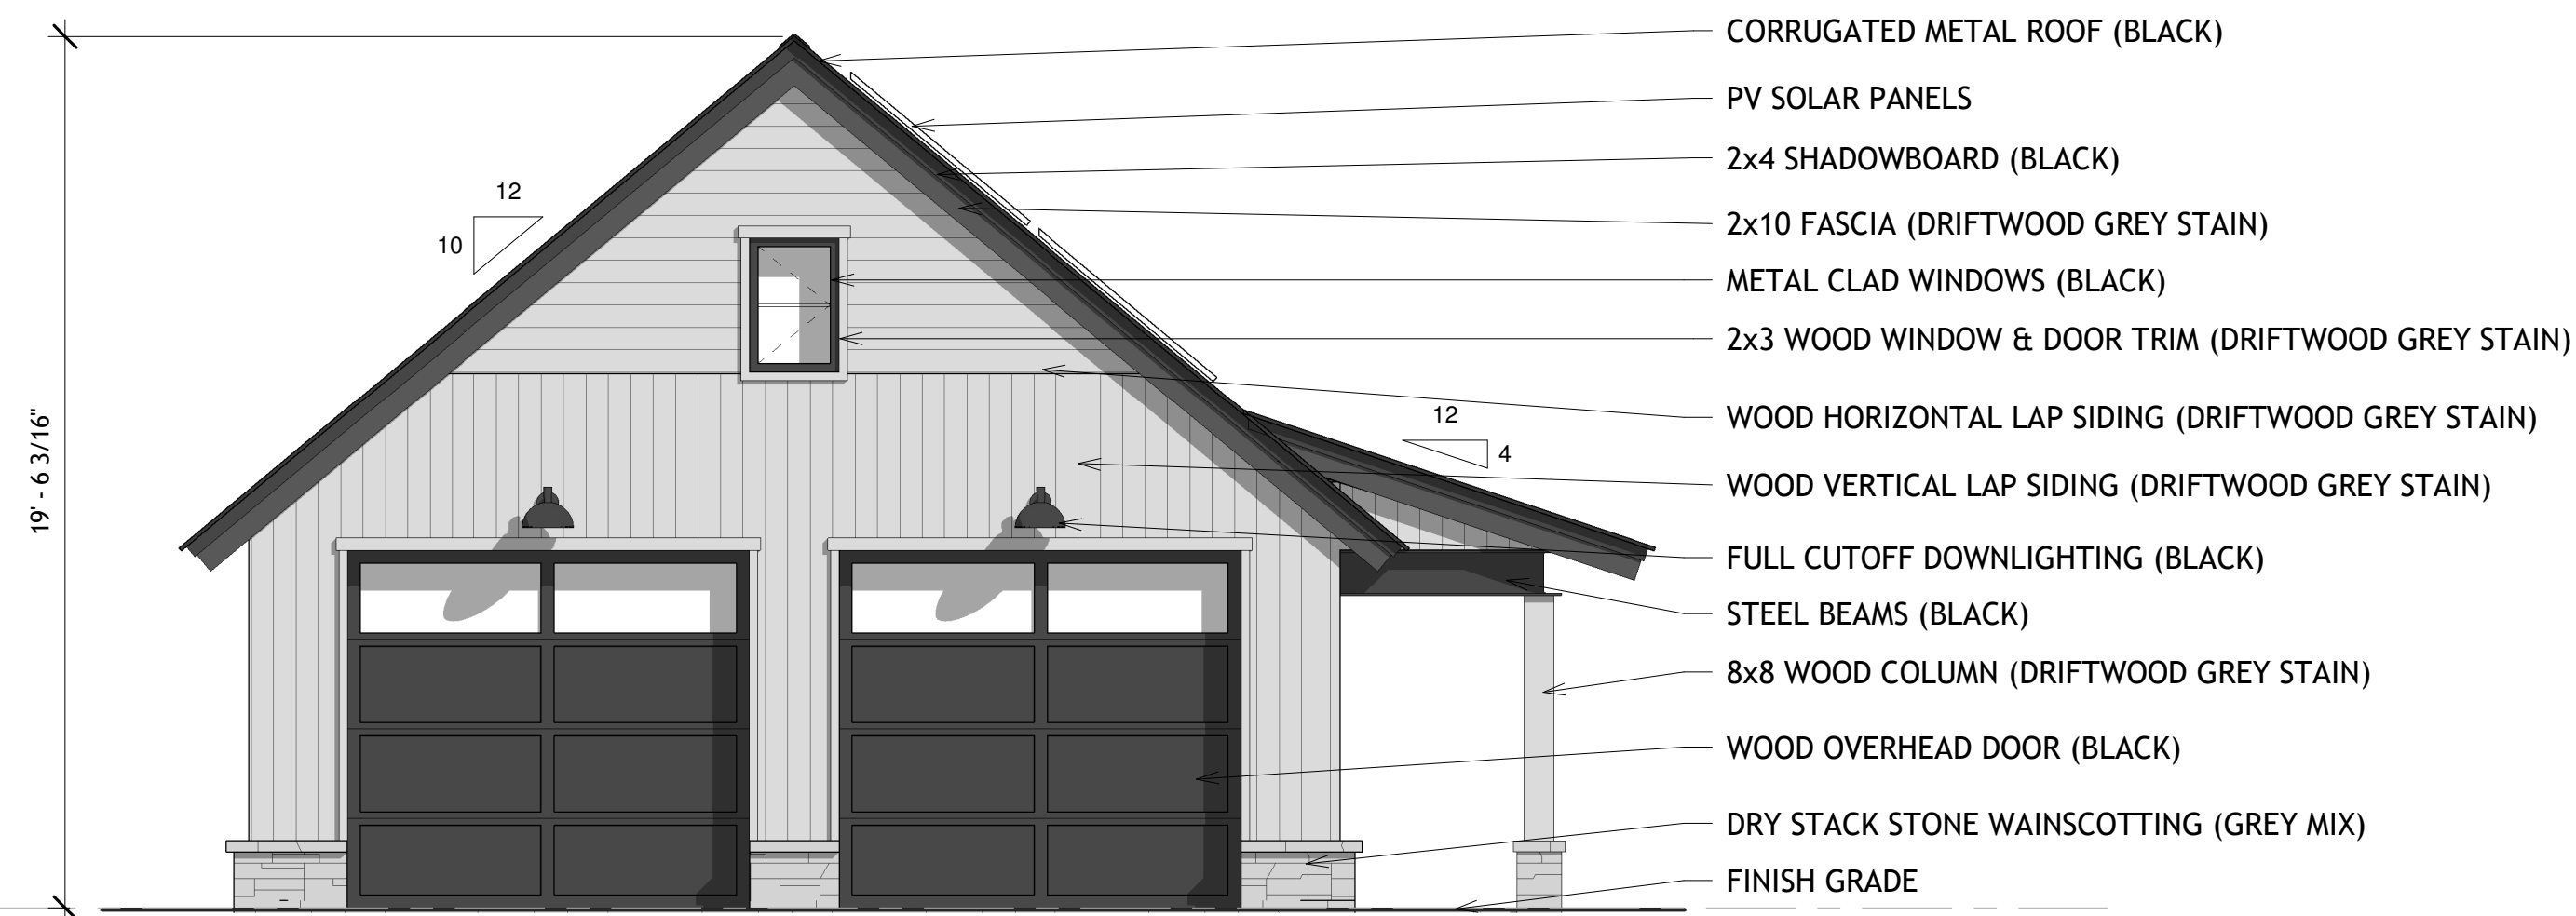 CORRUGATED METAL ROOF (BLACK)
PV SOLAR PANELS
2x4 SHADOWBOARD (BLACK)
12
10
2x10 FASCIA (DRIFTWOOD GREY STAIN)
METAL CLAD WINDOWS (BLACK)
2x3 WOOD WINDOW & DOOR TRIM (DRIFTWOOD GREY STAIN)
19' - 6 3/16"
12
4
WOOD HORIZONTAL LAP SIDING (DRIFTWOOD GREY STAIN)
WOOD VERTICAL LAP SIDING (DRIFTWOOD GREY STAIN)
FULL CUTOFF DOWNLIGHTING (BLACK)
STEEL BEAMS (BLACK)
8x8 WOOD COLUMN (DRIFTWOOD GREY STAIN)
WOOD OVERHEAD DOOR (BLACK)
DRY STACK STONE WAINSCOTTING (GREY MIX)
FINISH GRADE